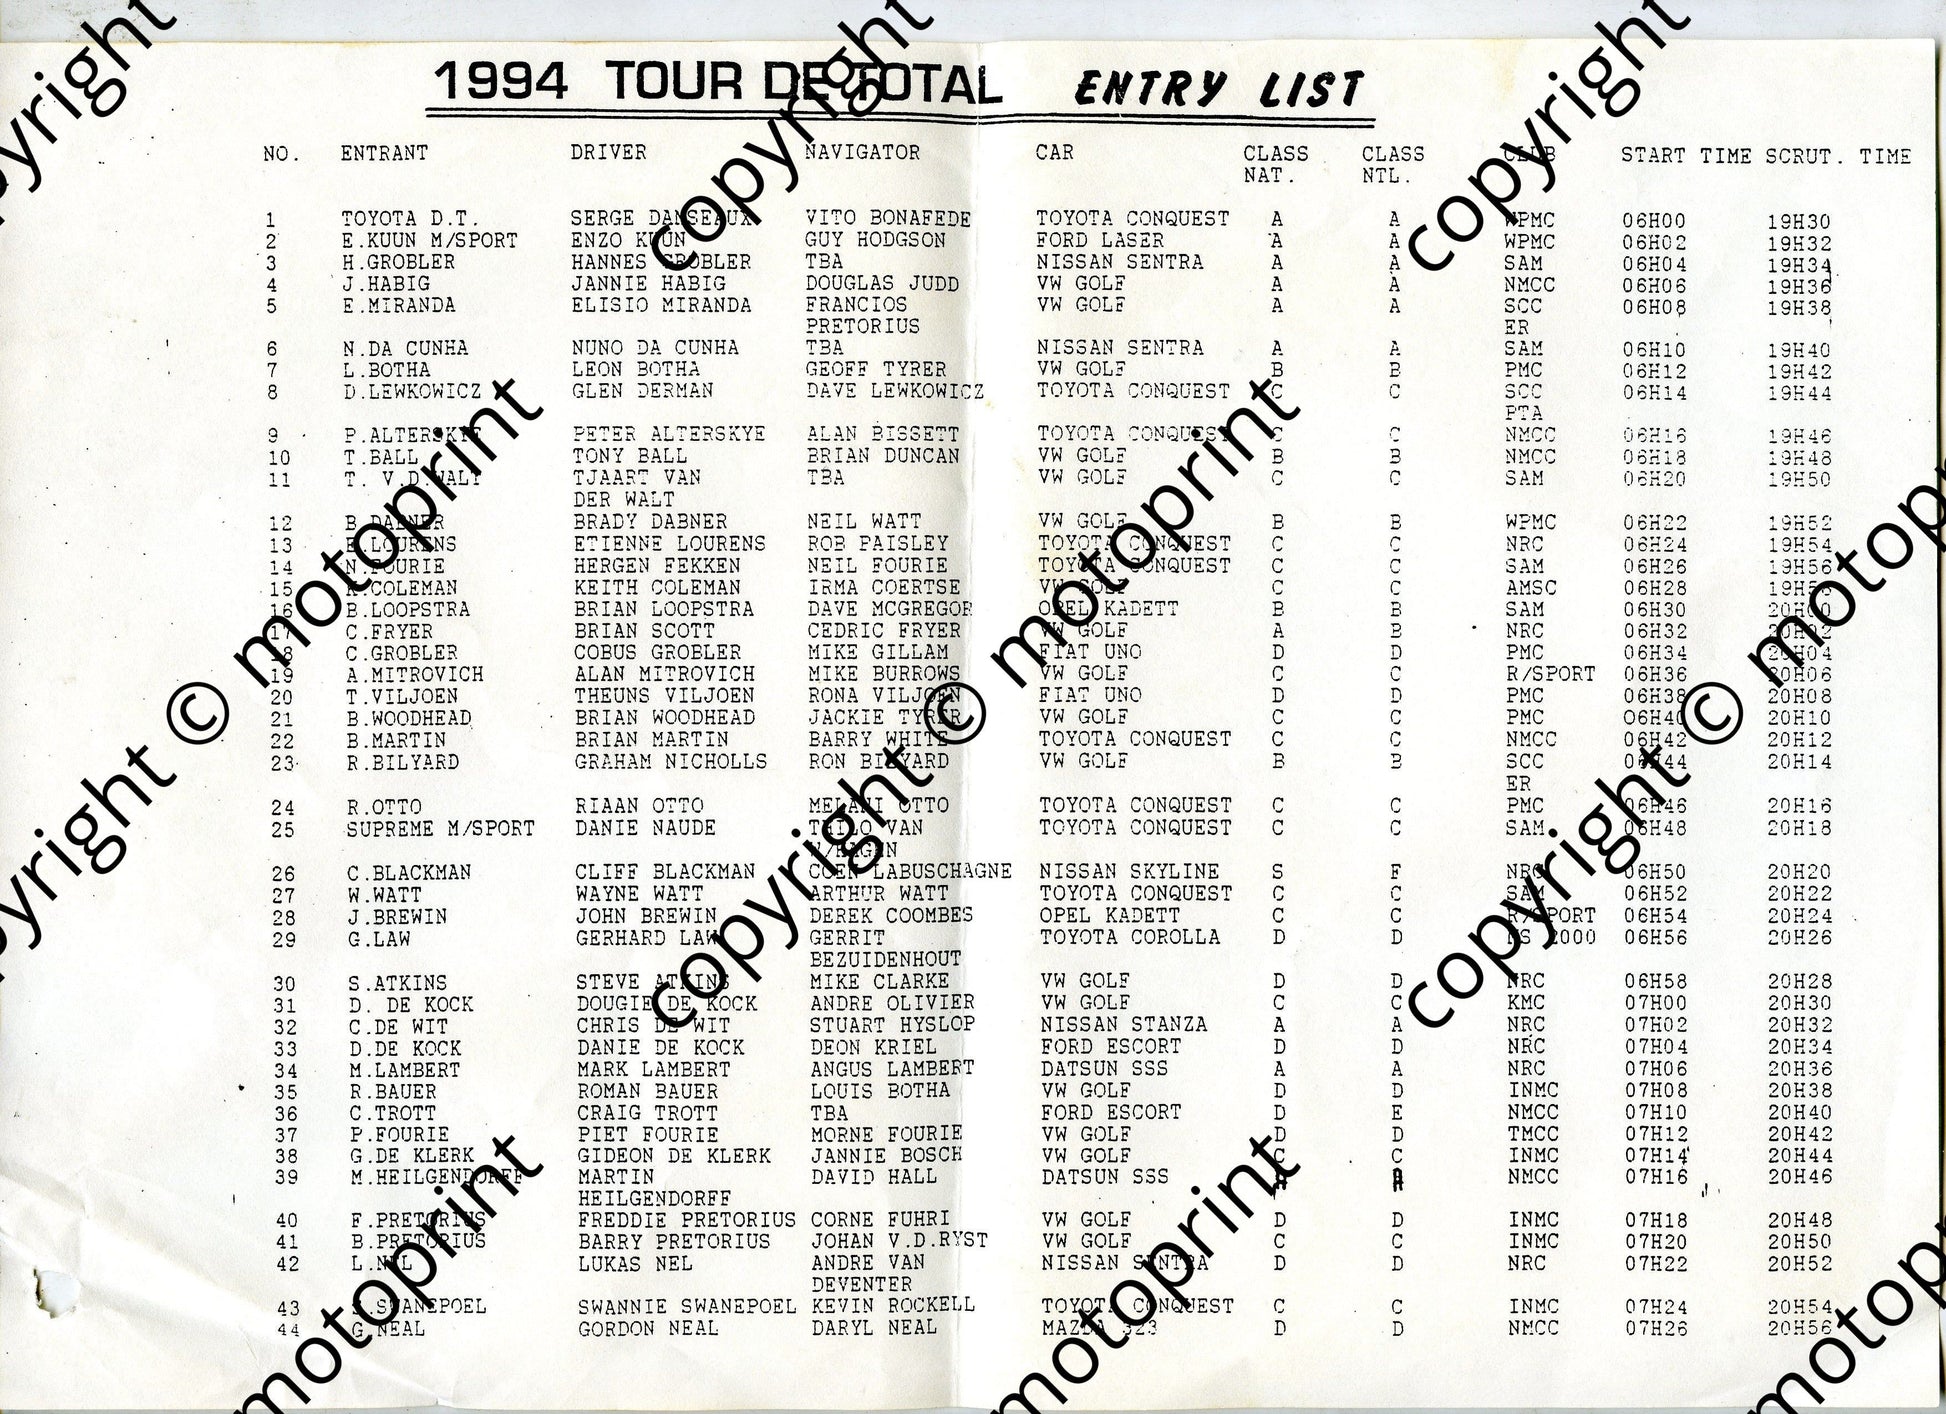 1994 TOUR DE TOTAL ENTRY LIST
NO. ENTRANT DRIVER NAVIGATOR CAR CLASS CLASS CLUB START TIME SCRUT. TIME
NAT. NTL.
1 TOYOTA D.T. SERGE DAMSEAUX VITO BONAFEDE TOYOTA CONQUEST A A WPMC 06H00 19H30
2 E.KUUN M/SPORT ENZO KUUN GUY HODGSON FORD LASER A A WPMC 06H02 19H32
3 H.GROBLER HANNES GROBLER TBA NISSAN SENTRA A A SAM 06H04 19H34
4 J.HABIG JANNIE HABIG DOUGLAS JUDD VW GOLF A A NMCC 06H06 19H36
5 E.MIRANDA ELISIO MIRANDA FRANCIOS VW GOLF A A SCC 06H08 19H38
PRETORIUS ER
6 N.DA CUNHA NUNO DA CUNHA TBA NISSAN SENTRA A A SAM 06H10 19H40
7 L.BOTHA LEON BOTHA GEOFF TYRER VW GOLF B B PMC 06H12 19H42
8 D.LEWKOWICZ GLEN DERMAN DAVE LEWKOWICZ TOYOTA CONQUEST C C SCC 06H14 19H44
PTA
9 P.ALTERSKYE PETER ALTERSKYE ALAN BISSETT TOYOTA CONQUEST C C NMCC 06H16 19H46
10 T.BALL TONY BALL BRIAN DUNCAN VW GOLF B B NMCC 06H18 19H48
11 T. V.D.WALT TJAART VAN TBA VW GOLF C C SAM 06H20 19H50
DER WALT
12 B.DABNER BRADY DABNER NEIL WATT VW GOLF B B WPMC 06H22 19H52
13 E.LOURENS ETIENNE LOURENS ROB PAISLEY TOYOTA CONQUEST C C NRC 06H24 19H54
14 N.FOURIE HERGEN FEKKEN NEIL FOURIE TOYOTA CONQUEST C C SAM 06H26 19H56
15 K.COLEMAN KEITH COLEMAN IRMA COERTSE VW GOLF C C AMSC 06H28 19H58
16 B.LOOPSTRA BRIAN LOOPSTRA DAVE MCGREGOR OPEL KADETT B B SAM 06H30 20H00
17 C.FRYER BRIAN SCOTT CEDRIC FRYER VW GOLF A B NRC 06H32 20H02
18 C.GROBLER COBUS GROBLER MIKE GILLAM FIAT UNO D D PMC 06H34 20H04
19 A.MITROVICH ALAN MITROVICH MIKE BURROWS VW GOLF C C R/SPORT 06H36 20H06
20 T.VILJOEN THEUNS VILJOEN RONA VILJOEN FIAT UNO D D PMC 06H38 20H08
21 B.WOODHEAD BRIAN WOODHEAD JACKIE TYRER VW GOLF C C PMC 06H40 20H10
22 B.MARTIN BRIAN MARTIN BARRY WHITE TOYOTA CONQUEST C C NMCC 06H42 20H12
23 R.BILYARD GRAHAM NICHOLLS RON BILYARD VW GOLF B B SCC 06H44 20H14
ER
24 R.OTTO RIAAN OTTO MELANI OTTO TOYOTA CONQUEST C C PMC 06H46 20H16
25 SUPREME M/SPORT DANIE NAUDE THILO VAN TOYOTA CONQUEST C C SAM 06H48 20H18
W/HAGEN
26 C.BLACKMAN CLIFF BLACKMAN COEN LABUSCHAGNE NISSAN SKYLINE S F NRC 06H50 20H20
27 W.WATT WAYNE WATT ARTHUR WATT TOYOTA CONQUEST C C SAM 06H52 20H22
28 J.BREWIN JOHN BREWIN DEREK COOMBES OPEL KADETT C C R/SPORT 06H54 20H24
29 G.LAW GERHARD LAW GERRIT TOYOTA COROLLA D D 2000 06H56 20H26
BEZUIDENHOUT
30 S.ATKINS STEVE ATKINS MIKE CLARKE VW GOLF D D NRC 06H58 20H28
31 D. DE KOCK DOUGIE DE KOCK ANDRE OLIVIER VW GOLF C C KMC 07H00 20H30
32 C.DE WIT CHRIS DE WIT STUART HYSLOP NISSAN STANZA A A NRC 07H02 20H32
33 D.DE KOCK DANIE DE KOCK DEON KRIEL FORD ESCORT D D NRC 07H04 20H34
34 M.LAMBERT MARK LAMBERT ANGUS LAMBERT DATSUN SSS A A NRC 07H06 20H36
35 R.BAUER ROMAN BAUER LOUIS BOTHA VW GOLF D D INMC 07H08 20H38
36 C.TROTT CRAIG TROTT TBA FORD ESCORT D E NMCC 07H10 20H40
37 P.FOURIE PIET FOURIE MORNE FOURIE VW GOLF D D TMCC 07H12 20H42
38 G.DE KLERK GIDEON DE KLERK JANNIE BOSCH VW GOLF C C INMC 07H14 20H44
39 M.HEILGENDORFF MARTIN DAVID HALL DATSUN SSS A A NMCC 07H16 20H46
HEILGENDORFF
40 F.PRETORIUS FREDDIE PRETORIUS CORNE FUHRI VW GOLF D D INMC 07H18 20H48
41 B.PRETORIUS BARRY PRETORIUS JOHAN V.D.RYST VW GOLF C C INMC 07H20 20H50
42 L.NEL LUKAS NEL ANDRE VAN NISSAN SENTRA D D NRC 07H22 20H52
DEVENTER
43 S.SWANEPOEL SWANNIE SWANEPOEL KEVIN ROCKELL TOYOTA CONQUEST C C INMC 07H24 20H54
44 G.NEAL GORDON NEAL DARYL NEAL MAZDA 323 D D NMCC 07H26 20H56
copyright © motoprint